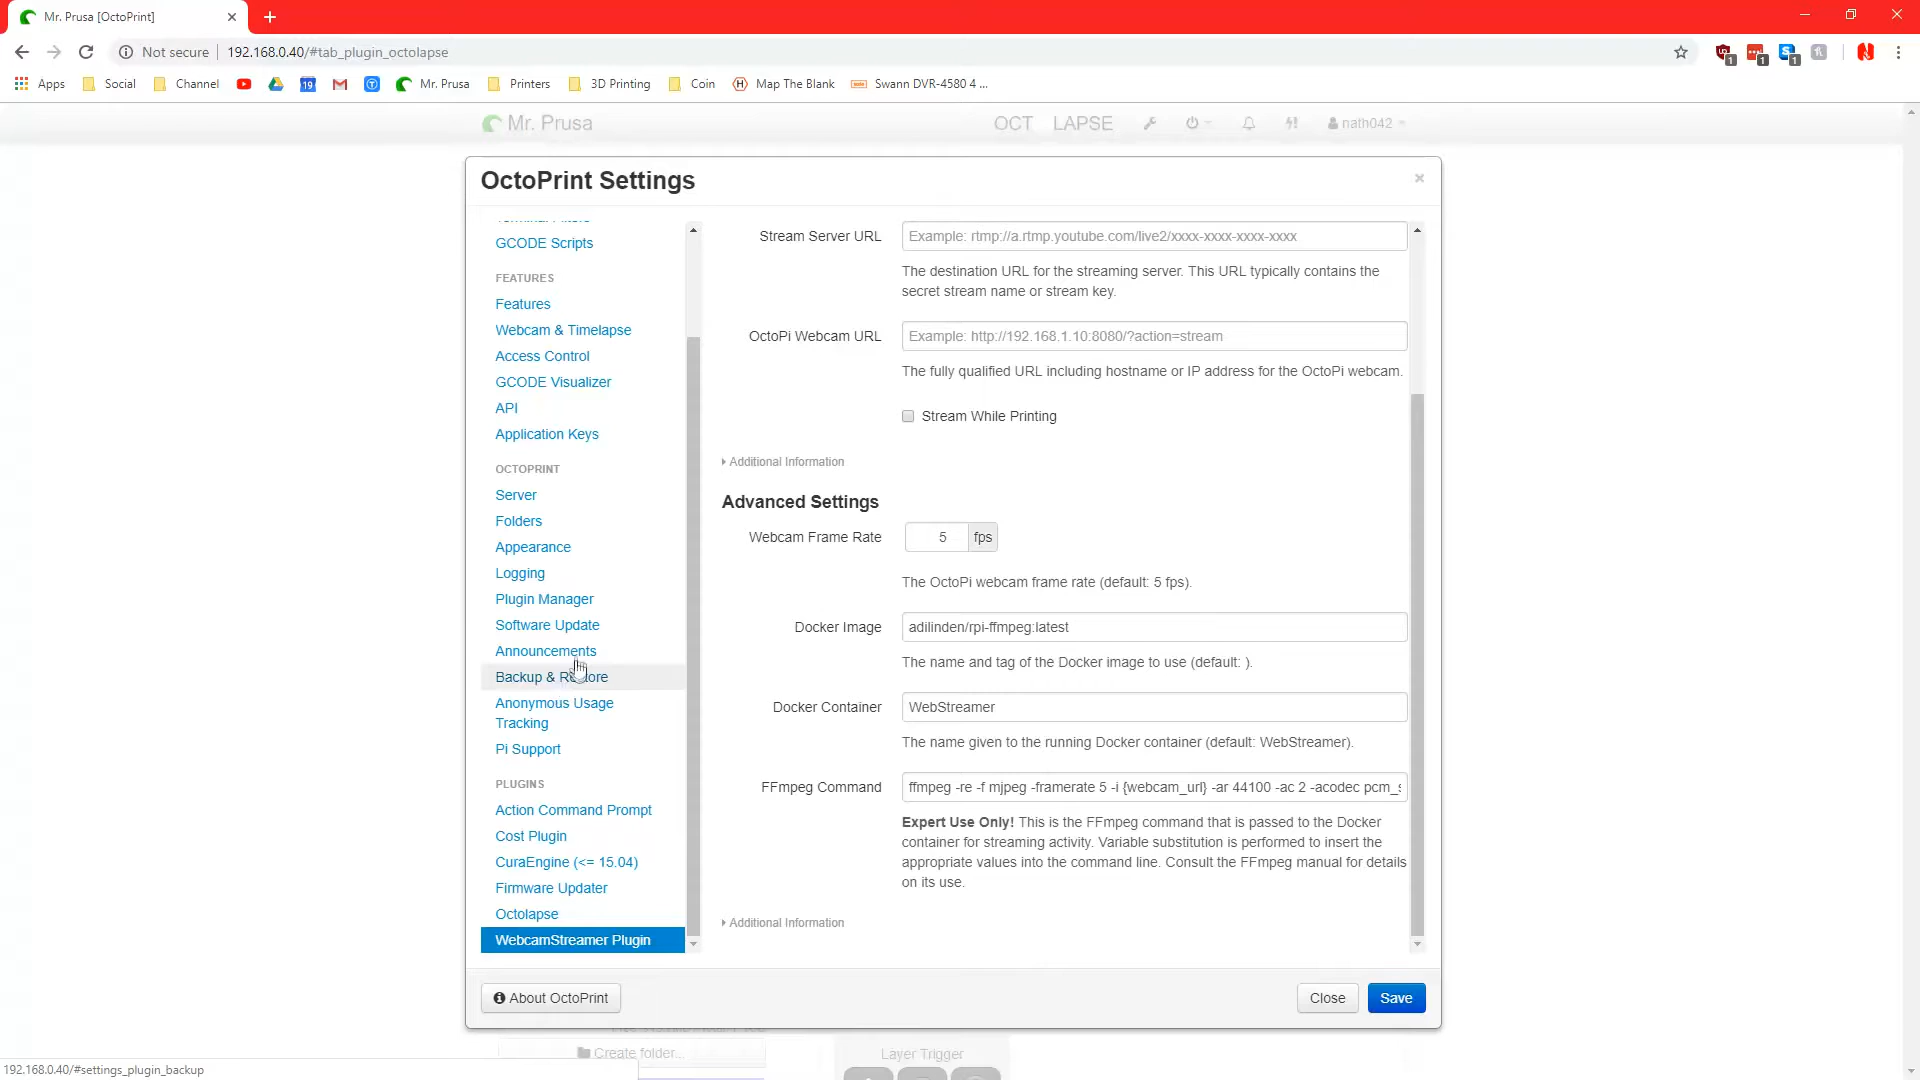 Mr. Prusa [OctoPrint]
Not secure
192.168.0.40/#tab_plugin_octolapse
1
1
1
Apps
Social
Channel
19
Mr. Prusa
Printers
3D Printing
Coin
Map The Blank
Swann DVR-4580 4 ...
Mr. Prusa
OCT LAPSE
nath042
OctoPrint Settings
Terminal Filters
GCODE Scripts
FEATURES
Features
Webcam & Timelapse
Access Control
GCODE Visualizer
API
Application Keys
OCTOPRINT
Server
Folders
Appearance
Logging
Plugin Manager
Software Update
Announcements
Backup & Restore
Anonymous Usage
Tracking
Pi Support
PLUGINS
Action Command Prompt
Cost Plugin
CuraEngine (<= 15.04)
Firmware Updater
Octolapse
WebcamStreamer Plugin
Stream Server URL
Example: rtmp://a.rtmp.youtube.com/live2/xxxx-xxxx-xxxx-xxxx
The destination URL for the streaming server. This URL typically contains the
secret stream name or stream key.
OctoPi Webcam URL
Example: http://192.168.1.10:8080/?action=stream
The fully qualified URL including hostname or IP address for the OctoPi webcam.
Stream While Printing
Additional Information
Advanced Settings
Webcam Frame Rate
5
fps
The OctoPi webcam frame rate (default: 5 fps).
Docker Image
adilinden/rpi-ffmpeg:latest
The name and tag of the Docker image to use (default: ).
Docker Container
WebStreamer
The name given to the running Docker container (default: WebStreamer).
FFmpeg Command
ffmpeg -re -f mjpeg -framerate 5 -i {webcam_url} -ar 44100 -ac 2 -acodec pcm_s
Expert Use Only! This is the FFmpeg command that is passed to the Docker
container for streaming activity. Variable substitution is performed to insert the
appropriate values into the command line. Consult the FFmpeg manual for details
on its use.
Additional Information
About OctoPrint
Close
Save
Create folder...
Layer Trigger
192.168.0.40/#settings_plugin_backup